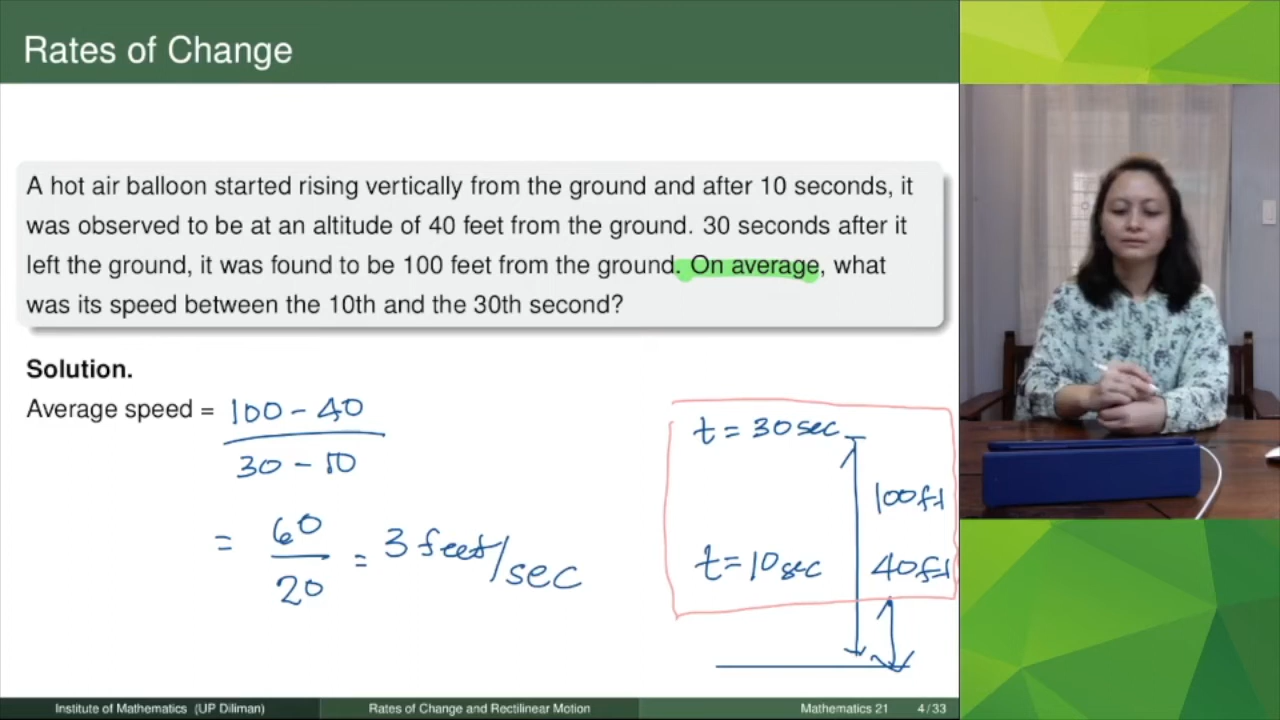 Rates of Change
A hot air balloon started rising vertically from the ground and after 10 seconds, it
was observed to be at an altitude of 40 feet from the ground. 30 seconds after it
left the ground, it was found to be 100 feet from the ground. On average, what
was its speed between the 10th and the 30th second?
Solution.
Average speed = 100 - 40
30 - 10
= 60
20
= 3 feet/sec
t = 30 sec
100 ft
t = 10 sec
40 ft
Institute of Mathematics (UP Diliman) Rates of Change and Rectilinear Motion Mathematics 21 4 / 33